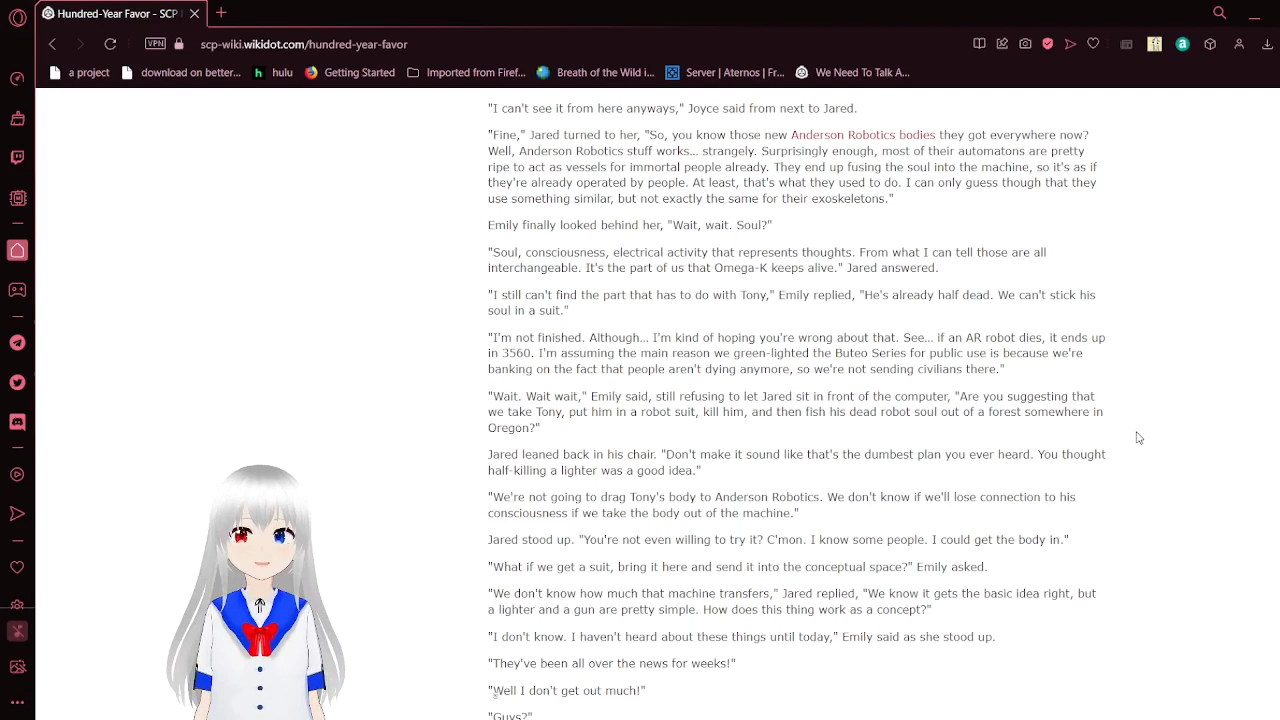 Hundred-Year Favor - SCP
scp-wiki.wikidot.com/hundred-year-favor
VPN
a project
download on better...
hulu
Getting Started
Imported from Firef...
Breath of the Wild i...
Server | Aternos | Fr...
We Need To Talk A...
"I can't see it from here anyways," Joyce said from next to Jared.
"Fine," Jared turned to her, "So, you know those new Anderson Robotics bodies they got everywhere now?
Well, Anderson Robotics stuff works... strangely. Surprisingly enough, most of their automatons are pretty
ripe to act as vessels for immortal people already. They end up fusing the soul into the machine, so it's as if
they're already operated by people. At least, that's what they used to do. I can only guess though that they
use something similar, but not exactly the same for their exoskeletons."
Emily finally looked behind her, "Wait, wait. Soul?"
"Soul, consciousness, electrical activity that represents thoughts. From what I can tell those are all
interchangeable. It's the part of us that Omega-K keeps alive." Jared answered.
"I still can't find the part that has to do with Tony," Emily replied, "He's already half dead. We can't stick his
soul in a suit."
"I'm not finished. Although... I'm kind of hoping you're wrong about that. See... if an AR robot dies, it ends up
in 3560. I'm assuming the main reason we green-lighted the Buteo Series for public use is because we're
banking on the fact that people aren't dying anymore, so we're not sending civilians there."
"Wait. Wait wait," Emily said, still refusing to let Jared sit in front of the computer, "Are you suggesting that
we take Tony, put him in a robot suit, kill him, and then fish his dead robot soul out of a forest somewhere in
Oregon?"
Jared leaned back in his chair. "Don't make it sound like that's the dumbest plan you ever heard. You thought
half-killing a lighter was a good idea."
"We're not going to drag Tony's body to Anderson Robotics. We don't know if we'll lose connection to his
consciousness if we take the body out of the machine."
Jared stood up. "You're not even willing to try it? C'mon. I know some people. I could get the body in."
"What if we get a suit, bring it here and send it into the conceptual space?" Emily asked.
"We don't know how much that machine transfers," Jared replied, "We know it gets the basic idea right, but
a lighter and a gun are pretty simple. How does this thing work as a concept?"
"I don't know. I haven't heard about these things until today," Emily said as she stood up.
"They've been all over the news for weeks!"
"Well I don't get out much!"
"Guys?"